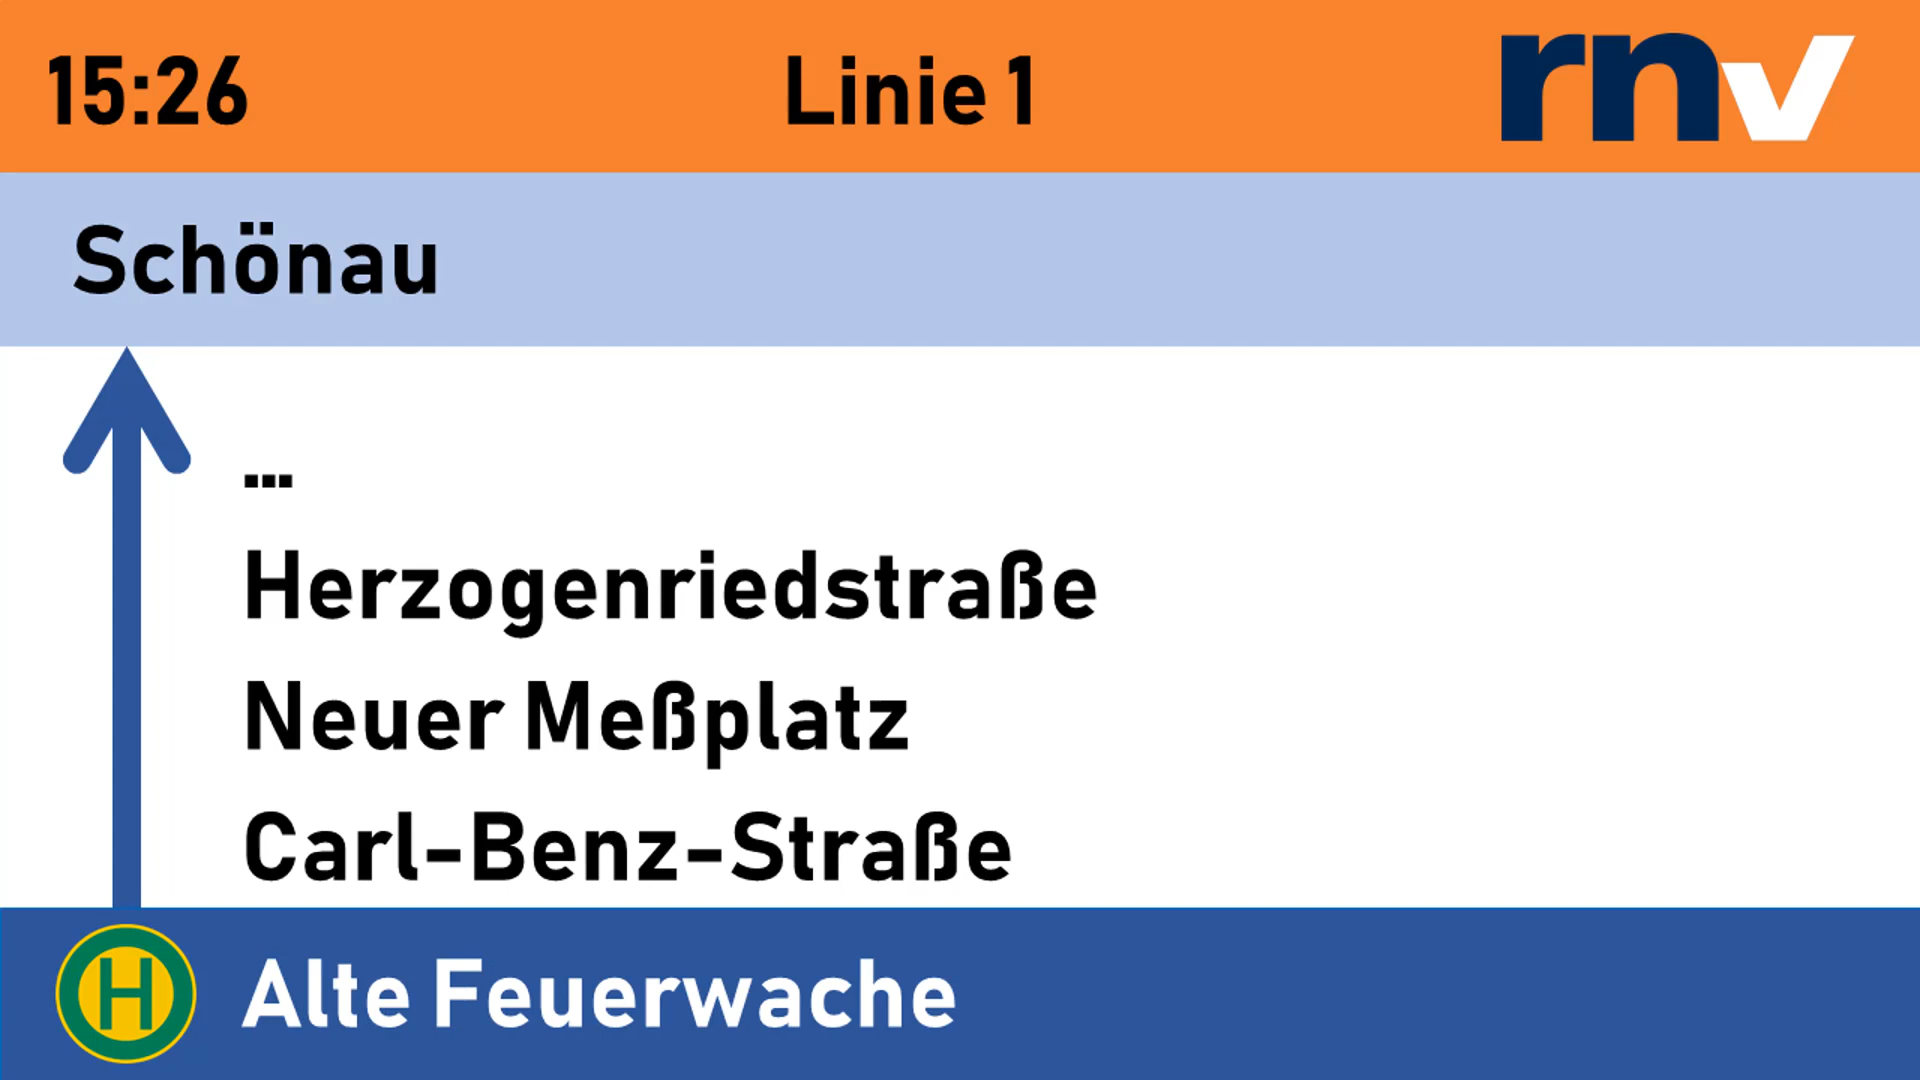 15:26 Linie 1 rnv
Schönau
...
Herzogenriedstraße
Neuer Meßplatz
Carl-Benz-Straße
H Alte Feuerwache